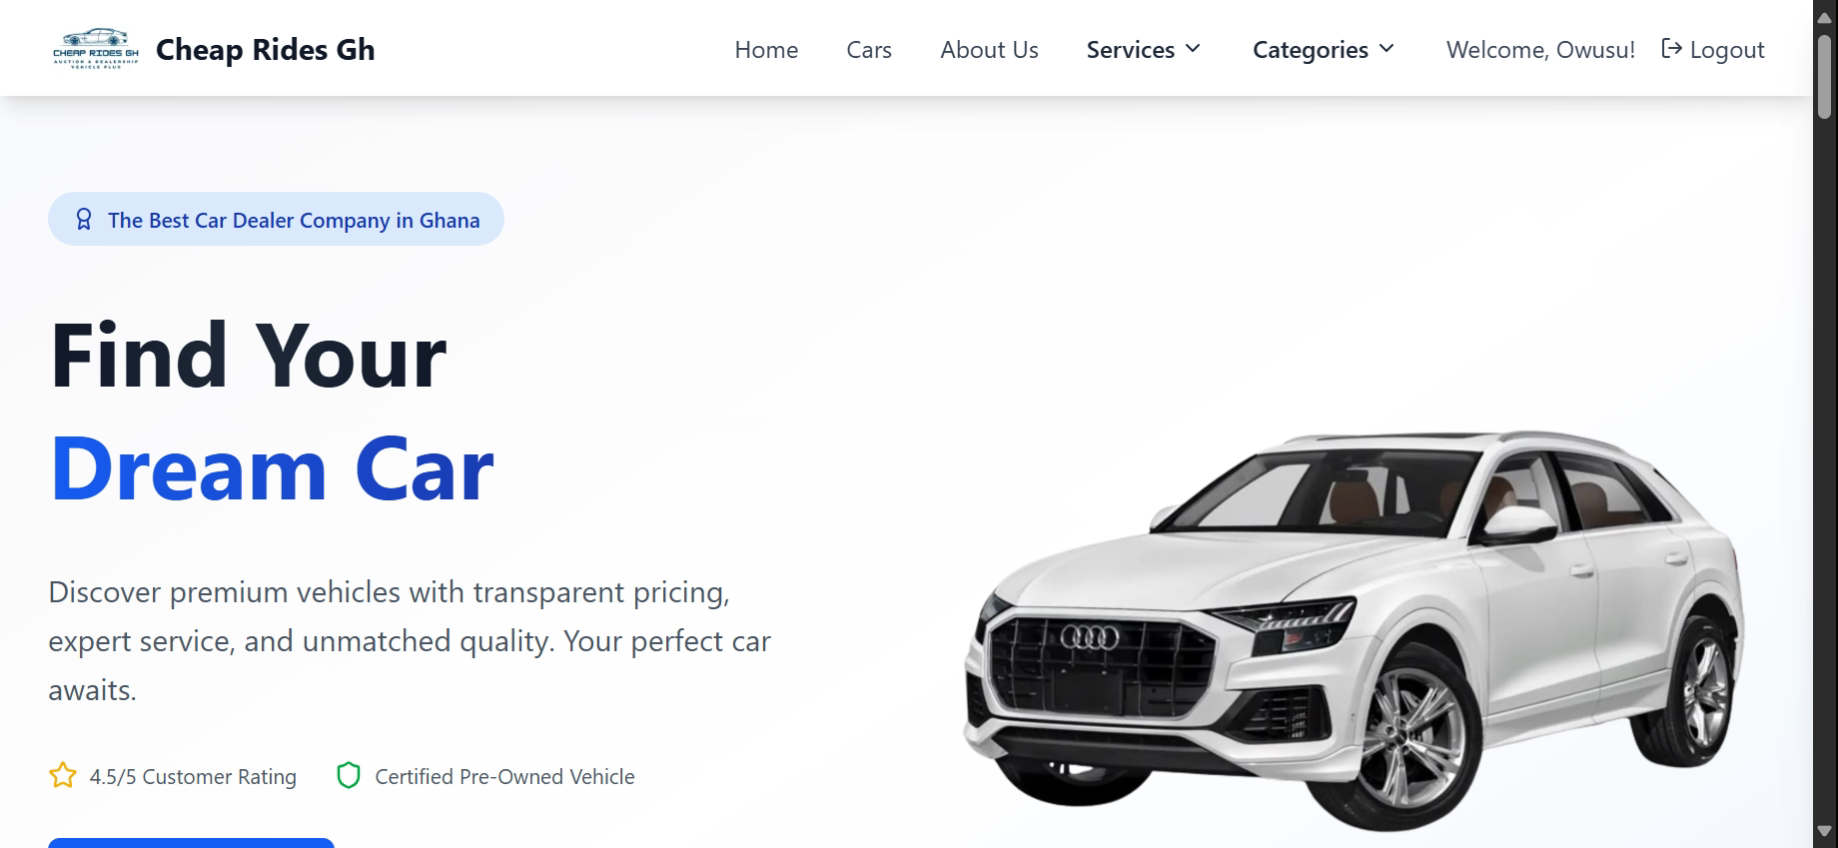 CHEAP RIDES GH
AUCTION & DEALERSHIP
VEHICLE PLUG
Cheap Rides Gh
Home
Cars
About Us
Services
Categories
Welcome, Owusu!
Logout
The Best Car Dealer Company in Ghana
Find Your
Dream Car
Discover premium vehicles with transparent pricing,
expert service, and unmatched quality. Your perfect car
awaits.
4.5/5 Customer Rating
Certified Pre-Owned Vehicle